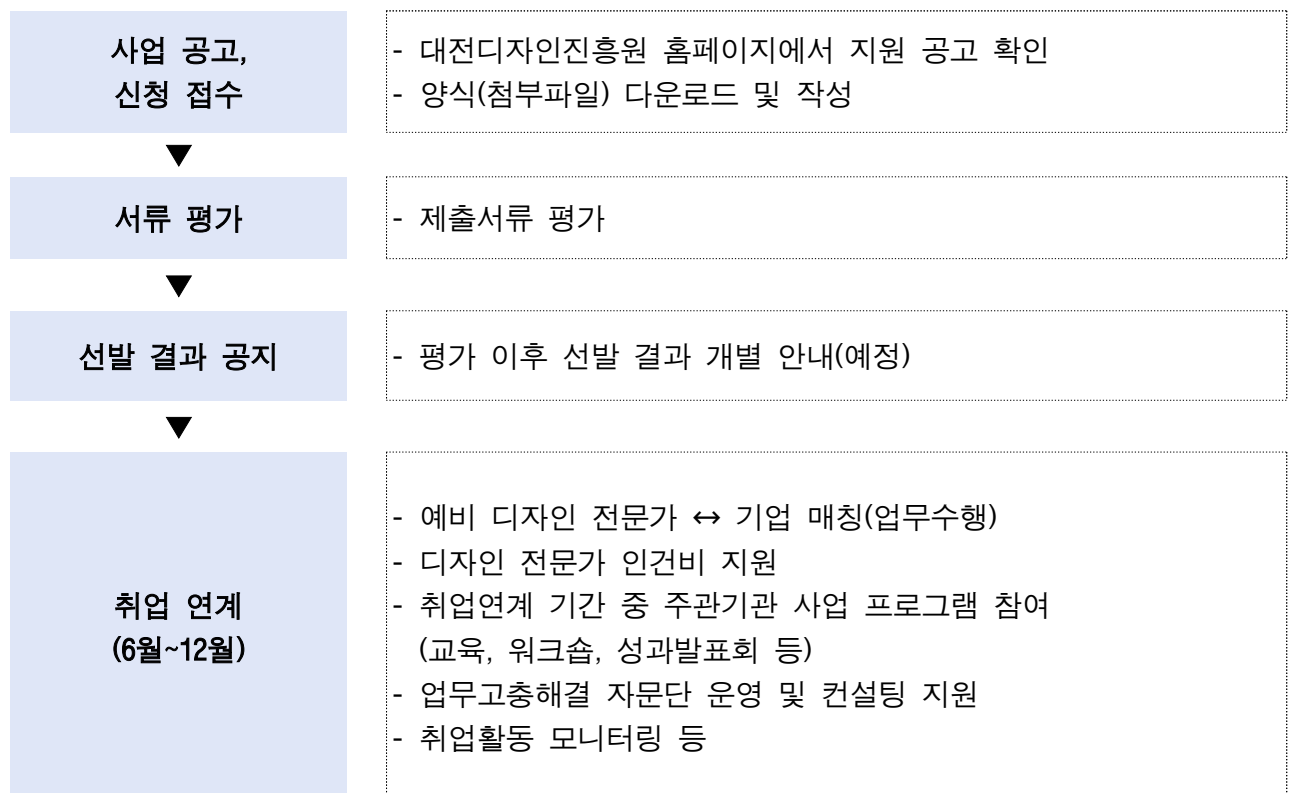 사업 공고,
신청 접수
- 대전디자인진흥원 홈페이지에서 지원 공고 확인
- 양식(첨부파일) 다운로드 및 작성
▼
서류 평가
- 제출서류 평가
▼
선발 결과 공지
- 평가 이후 선발 결과 개별 안내(예정)
▼
취업 연계
(6월~12월)
- 예비 디자인 전문가 ↔ 기업 매칭(업무수행)
- 디자인 전문가 인건비 지원
- 취업연계 기간 중 주관기관 사업 프로그램 참여
(교육, 워크숍, 성과발표회 등)
- 업무고충해결 자문단 운영 및 컨설팅 지원
- 취업활동 모니터링 등